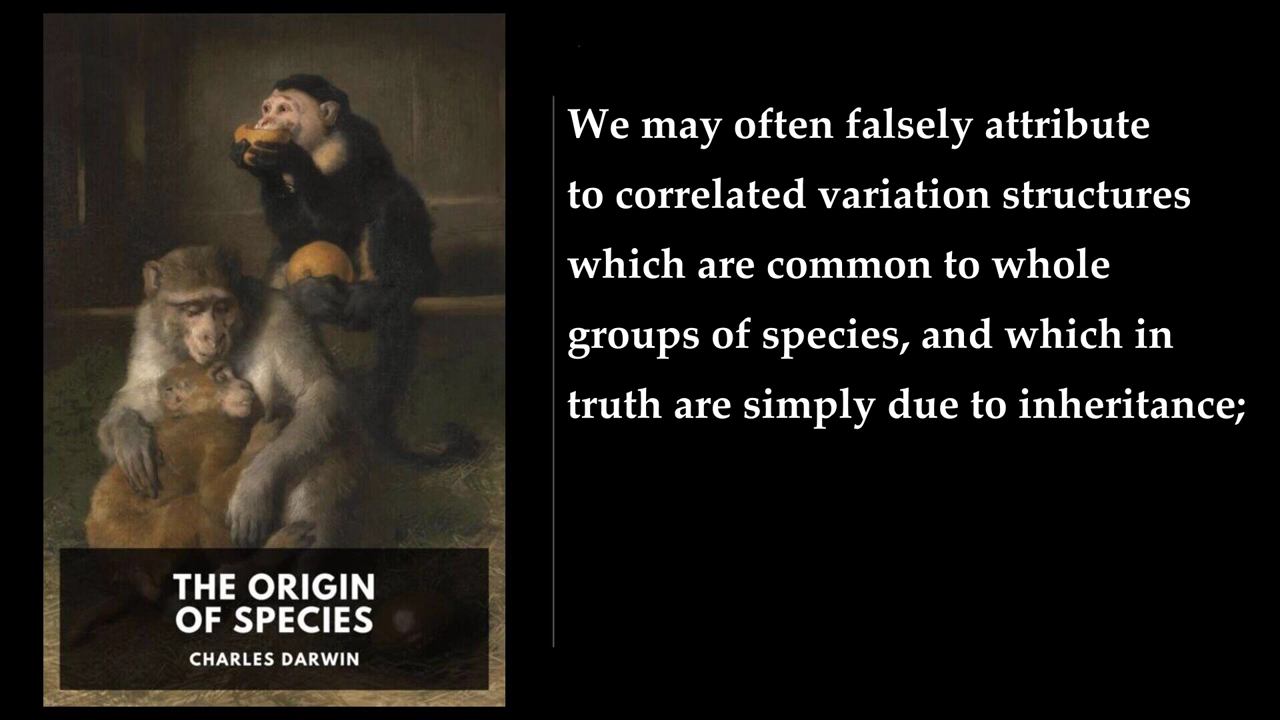 THE ORIGIN
OF SPECIES
CHARLES DARWIN
We may often falsely attribute
to correlated variation structures
which are common to whole
groups of species, and which in
truth are simply due to inheritance;